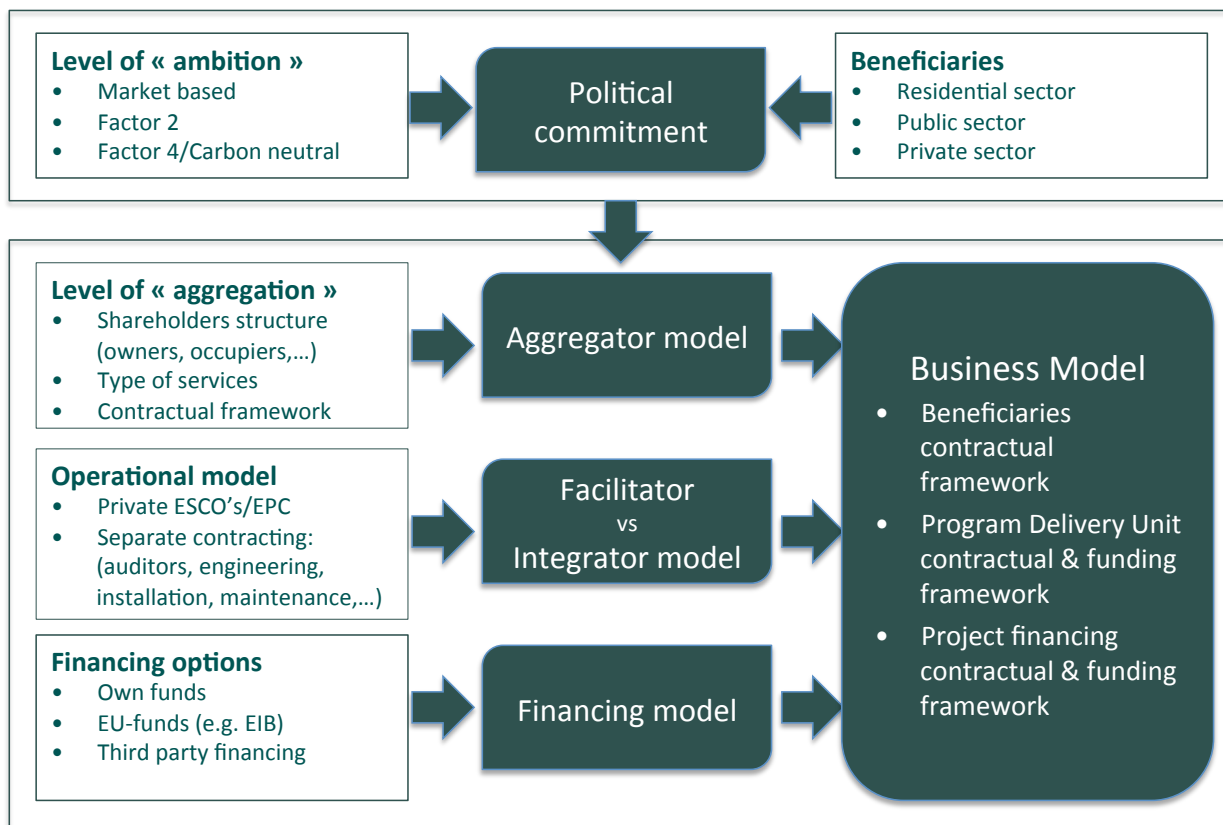 Level of « ambition »
• Market based
• Factor 2
• Factor 4/Carbon neutral
Political
commitment
Beneficiaries
• Residential sector
• Public sector
• Private sector
Level of « aggregation »
• Shareholders structure
(owners, occupiers,...)
• Type of services
• Contractual framework
Aggregator model
Operational model
• Private ESCO's/EPC
• Separate contracting:
(auditors, engineering,
installation, maintenance,...)
Facilitator
vs
Integrator model
Financing options
• Own funds
• EU-funds (e.g. EIB)
• Third party financing
Financing model
Business Model
• Beneficiaries
contractual
framework
• Program Delivery Unit
contractual & funding
framework
• Project financing
contractual & funding
framework